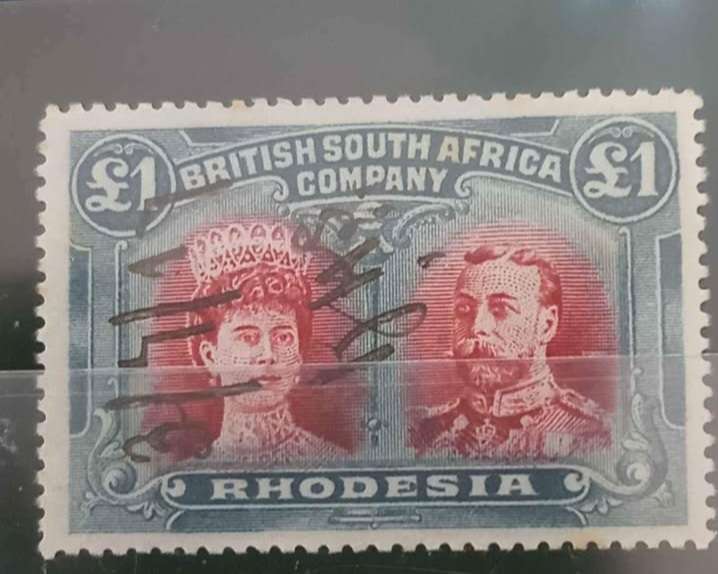 £1
BRITISH SOUTH AFRICA
COMPANY
£1
RHODESIA